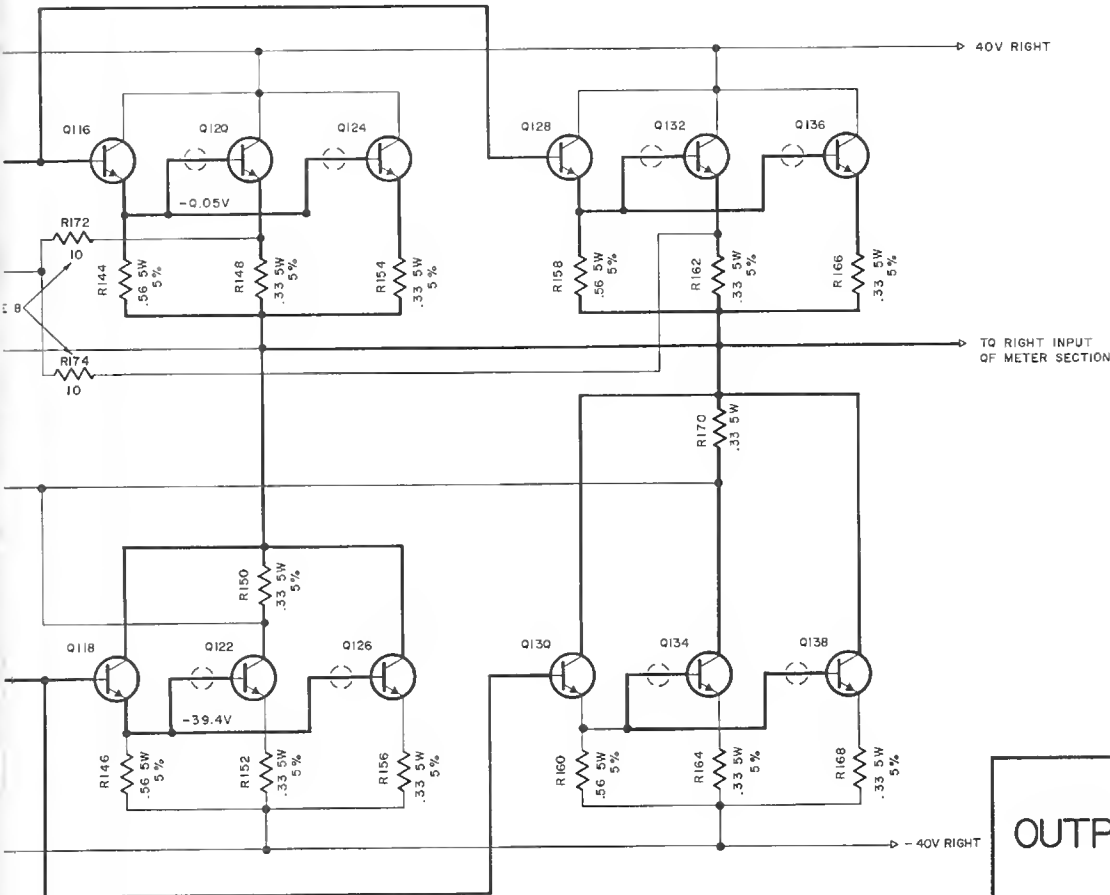 40V RIGHT
Q116
Q120
Q124
Q128
Q132
Q136
-0.05V
R172
10
R144
.56 5W
5%
R148
.33 5W
5%
R154
.33 5W
5%
R158
.56 5W
5%
R162
.33 5W
5%
R166
.33 5W
5%
E 8
R174
10
TO RIGHT INPUT
OF METER SECTION
R170
.33 5W
R150
.33 5W
5%
Q118
Q122
Q126
Q130
Q134
Q138
-39.4V
R146
.56 5W
5%
R152
.33 5W
5%
R156
.33 5W
5%
R160
.56 5W
5%
R164
.33 5W
5%
R168
.33 5W
5%
-40V RIGHT
OUTP